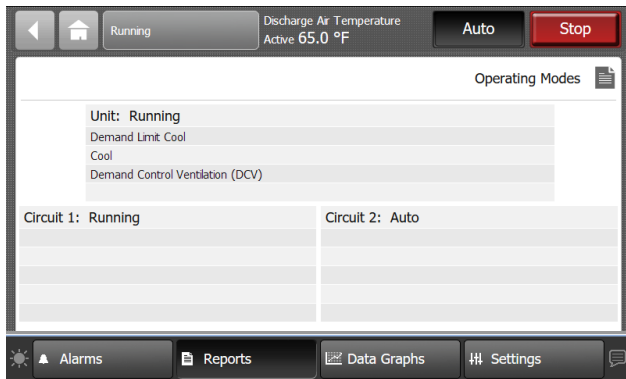 Running
Discharge Air Temperature
Active 65.0 °F
Auto
Stop
Operating Modes
Unit: Running
Demand Limit Cool
Cool
Demand Control Ventilation (DCV)
Circuit 1: Running
Circuit 2: Auto
Alarms
Reports
Data Graphs
Settings